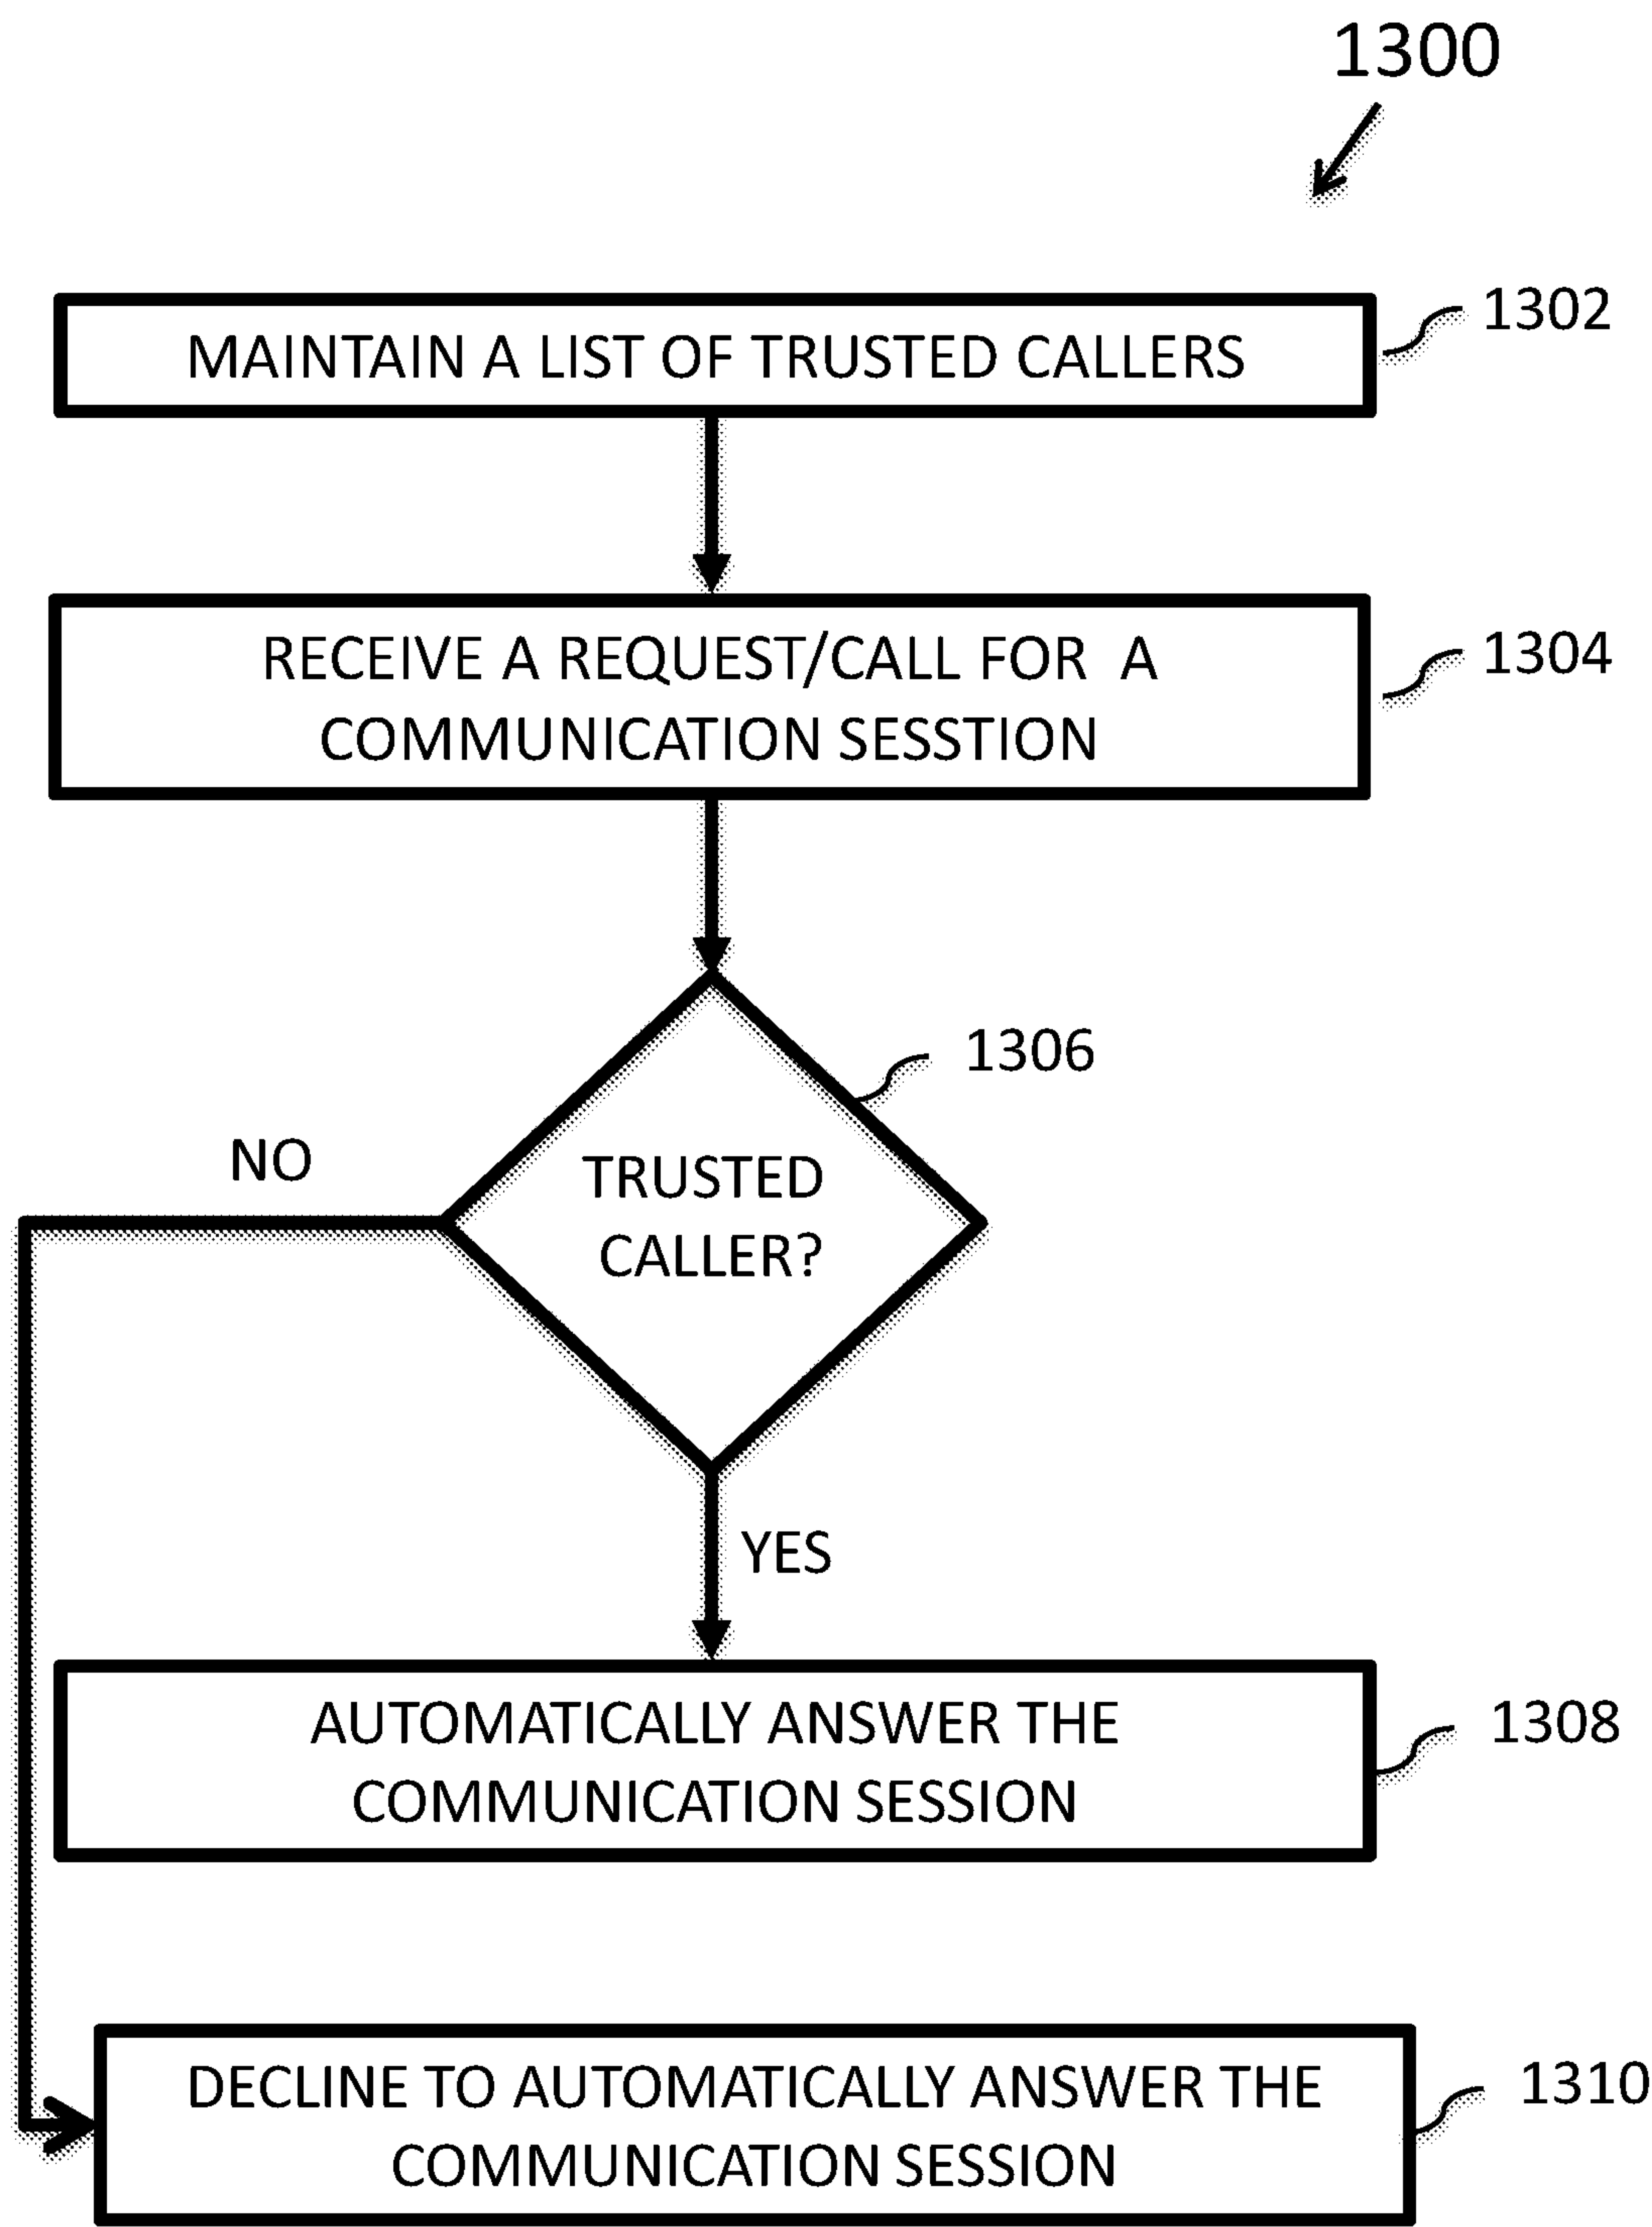 1300
MAINTAIN A LIST OF TRUSTED CALLERS
1302
RECEIVE A REQUEST/CALL FOR A
COMMUNICATION SESSTION
1304
1306
TRUSTED
CALLER?
NO
YES
AUTOMATICALLY ANSWER THE
COMMUNICATION SESSION
1308
DECLINE TO AUTOMATICALLY ANSWER THE
COMMUNICATION SESSION
1310